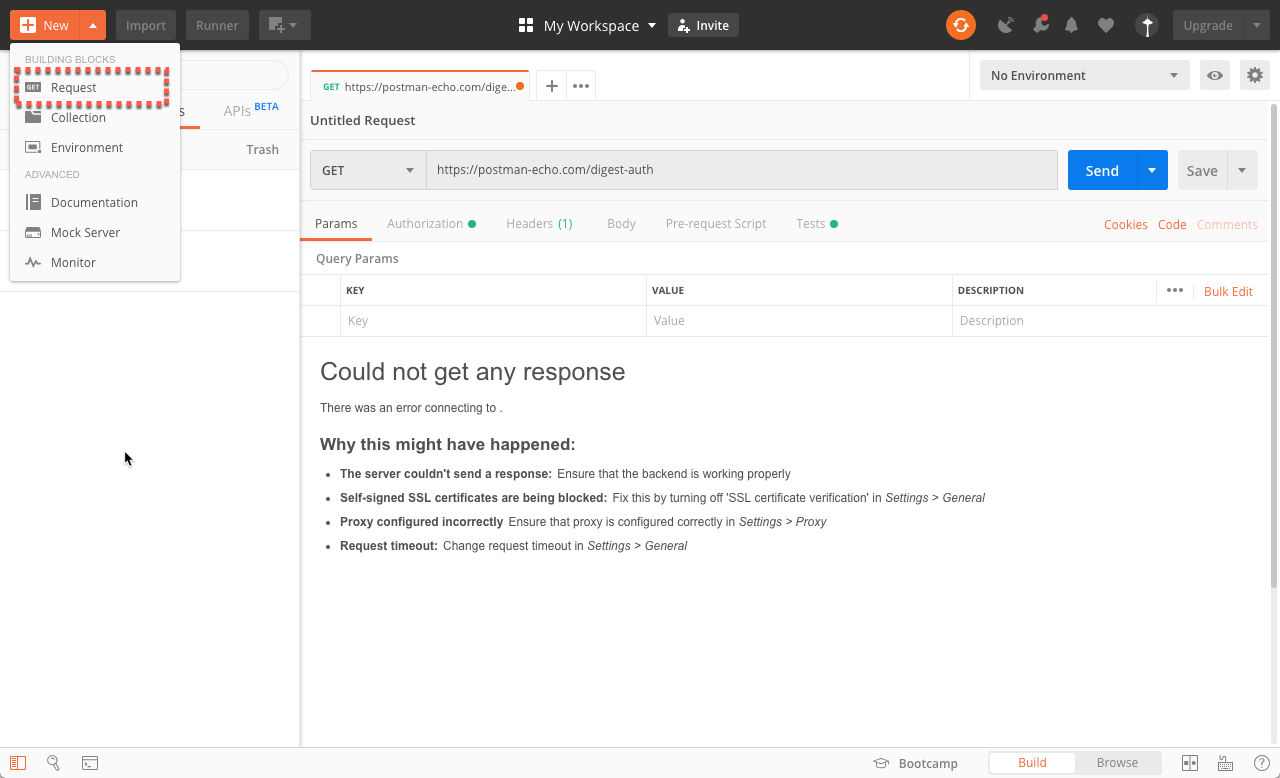 New Import Runner My Workspace Invite Upgrade
BUILDING BLOCKS
GET Request
Collection
Environment
ADVANCED
Documentation
Mock Server
Monitor
s APIs BETA
Trash
GET https://postman-echo.com/dige...
No Environment
Untitled Request
GET https://postman-echo.com/digest-auth Send Save
Params Authorization Headers (1) Body Pre-request Script Tests Cookies Code Comments
Query Params
KEY VALUE DESCRIPTION Bulk Edit
Key Value Description
Could not get any response
There was an error connecting to .
Why this might have happened:
The server couldn't send a response: Ensure that the backend is working properly
Self-signed SSL certificates are being blocked: Fix this by turning off 'SSL certificate verification' in Settings > General
Proxy configured incorrectly Ensure that proxy is configured correctly in Settings > Proxy
Request timeout: Change request timeout in Settings > General
Bootcamp Build Browse